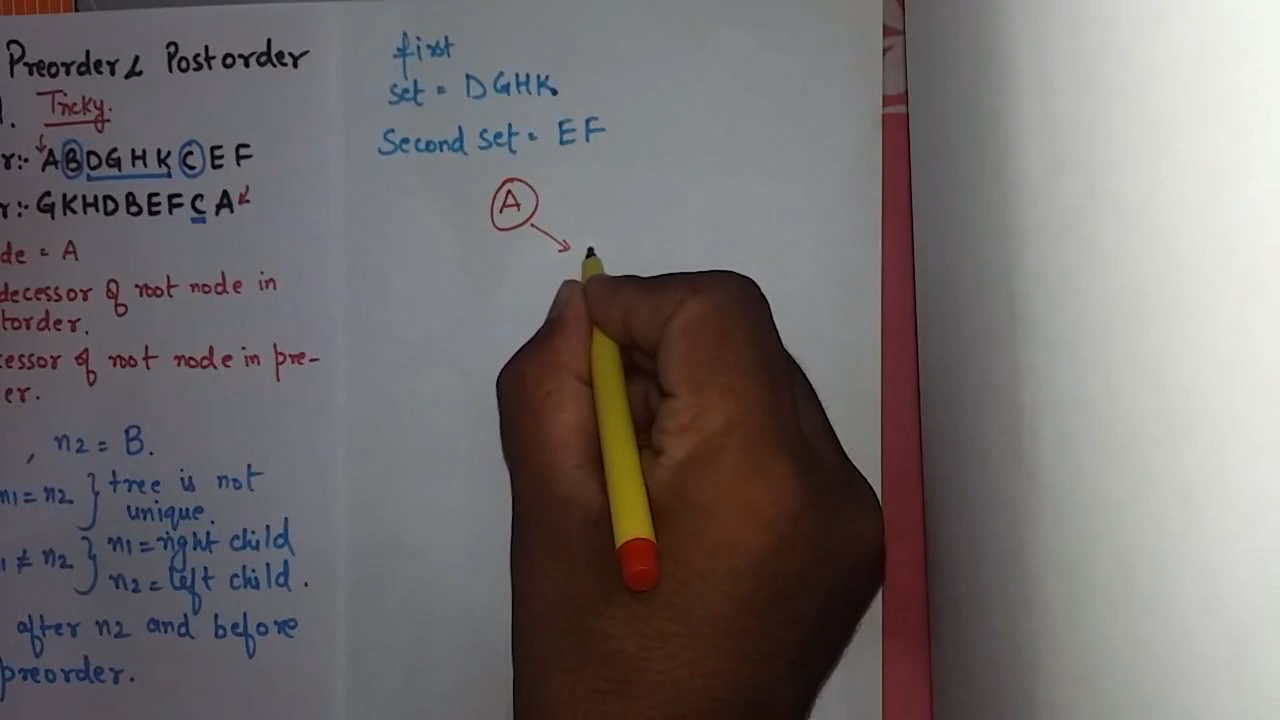 Preorder & Postorder
1. Tricky.
r:- A B D G H K C E F
r:- G K H D B E F C A
de = A
decessor of root node in
torder.
cessor of root node in pre-
er.
, n2 = B.
n1 = n2 } tree is not
unique.
1 ≠ n2 } n1 = right child
n2 = left child.
after n2 and before
preorder.
first
set = DGHK
Second set = EF
A